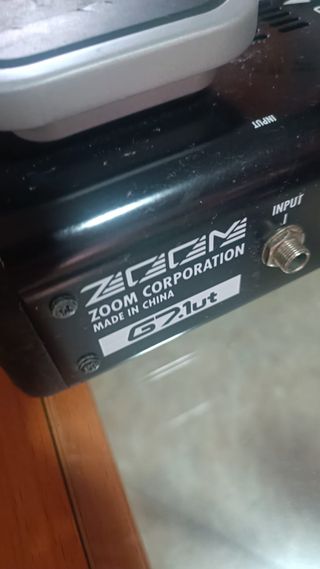 INPUT
INPUT
ZOOM
ZOOM CORPORATION
MADE IN CHINA
G7.1ut